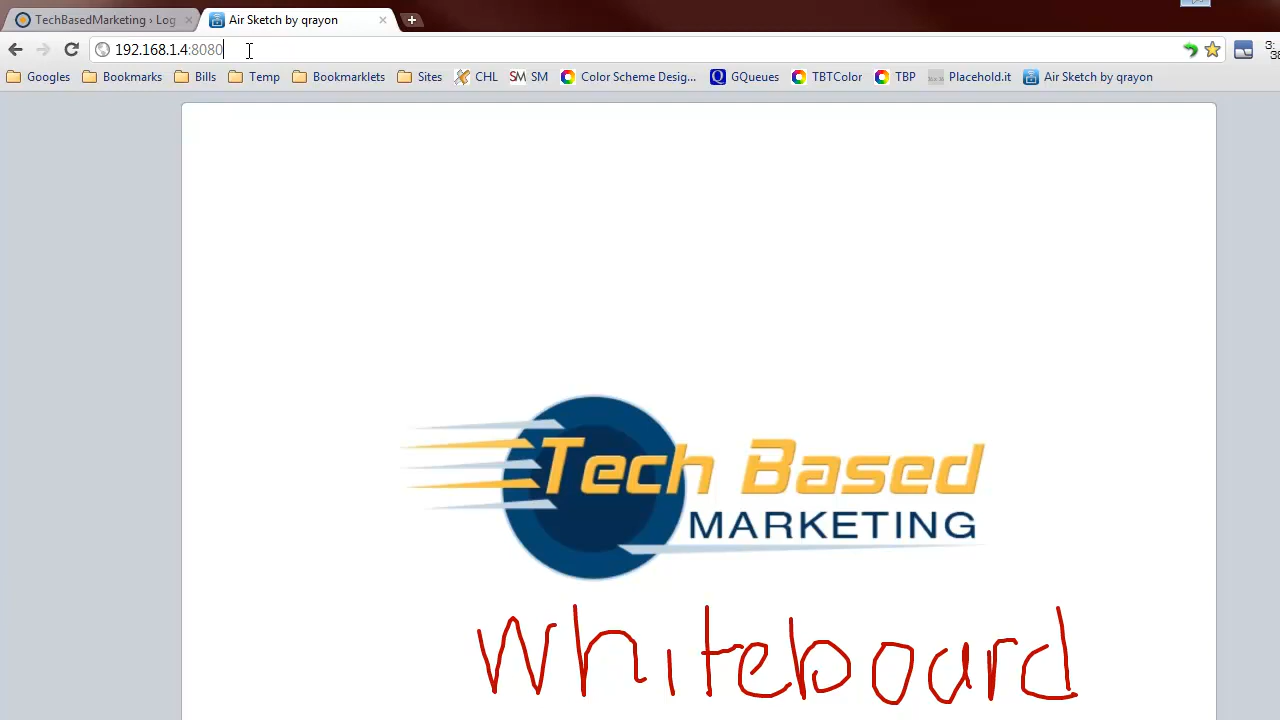 TechBasedMarketing › Log
Air Sketch by qrayon
192.168.1.4:8080
Googles Bookmarks Bills Temp Bookmarklets Sites CHL SM SM Color Scheme Desig... Q GQueues TBTColor TBP Placehold.it Air Sketch by qrayon
Tech Based
MARKETING
Whiteboard